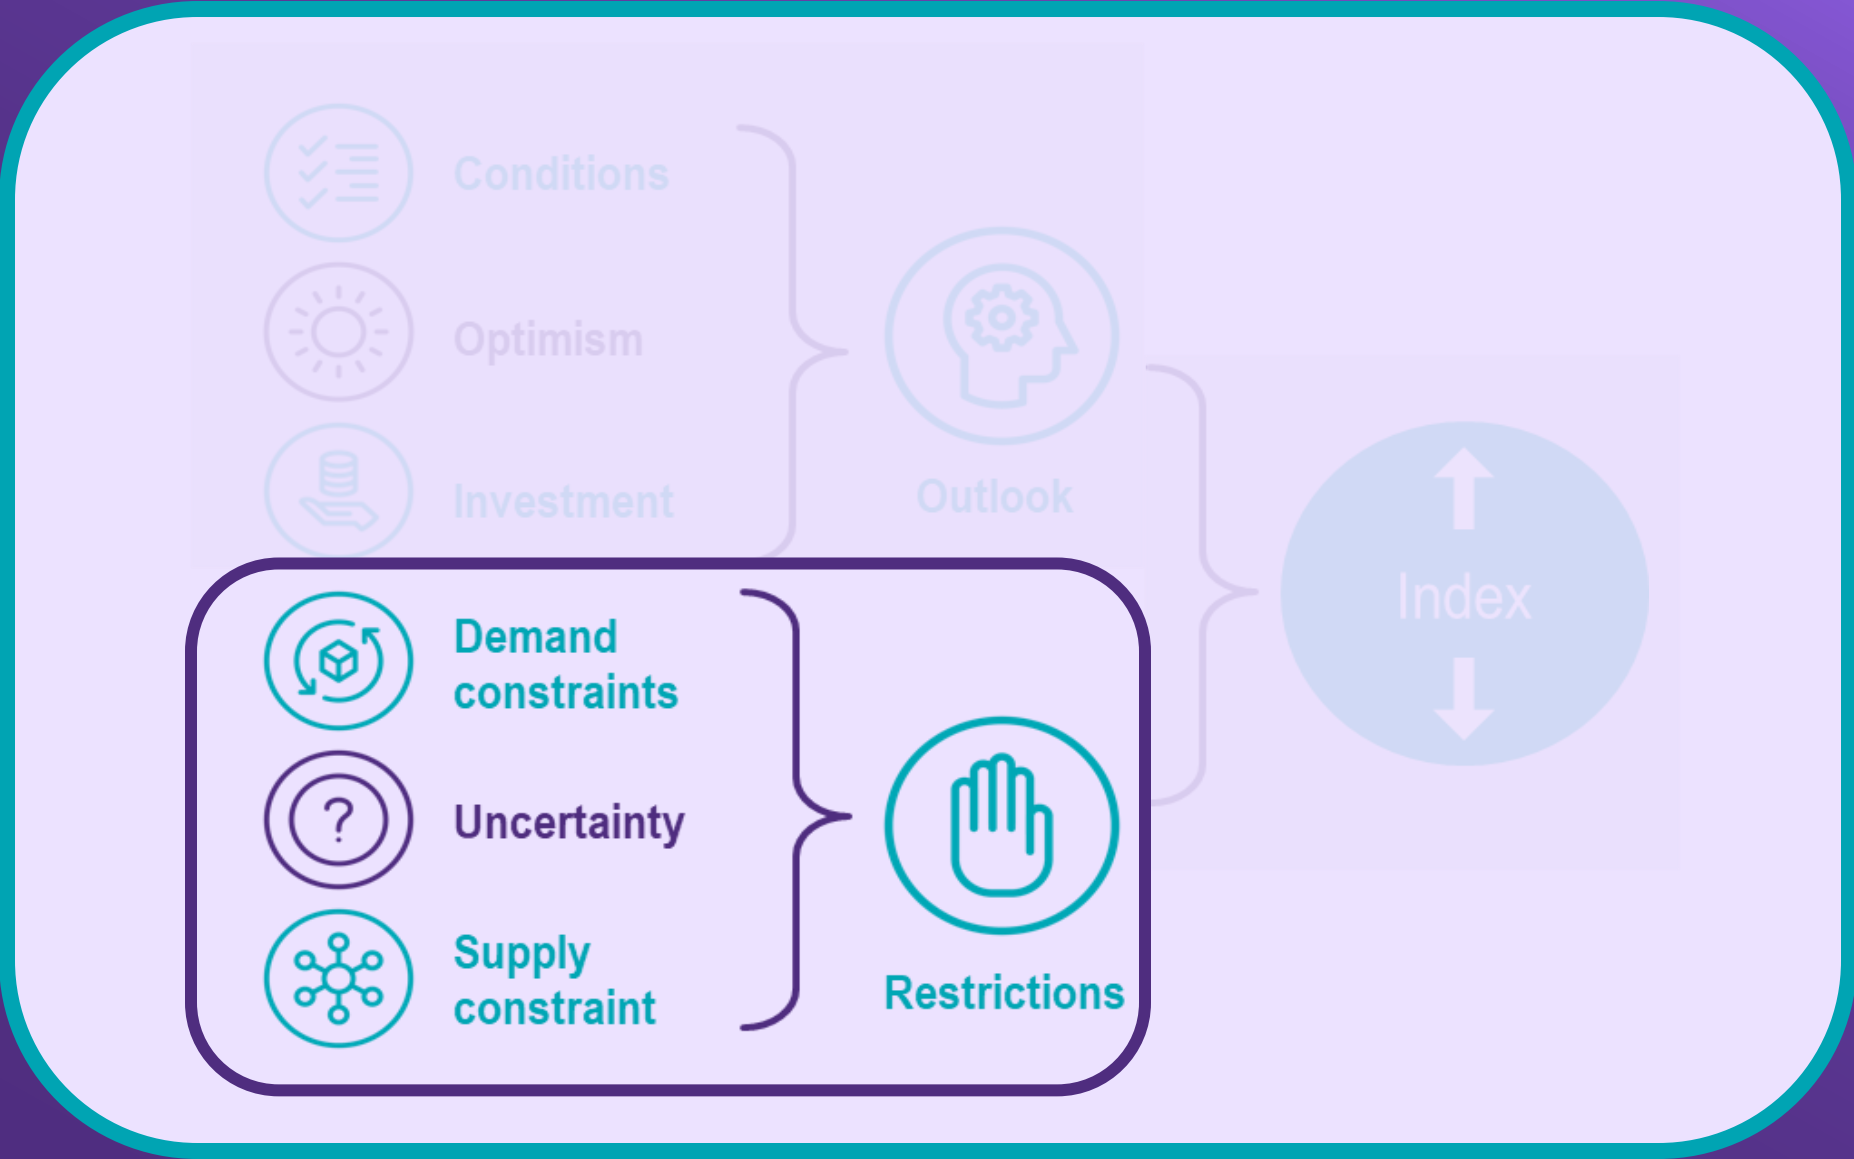 Conditions
Optimism
Investment
Outlook
Index
Demand
constraints
?
Uncertainty
Supply
constraint
Restrictions